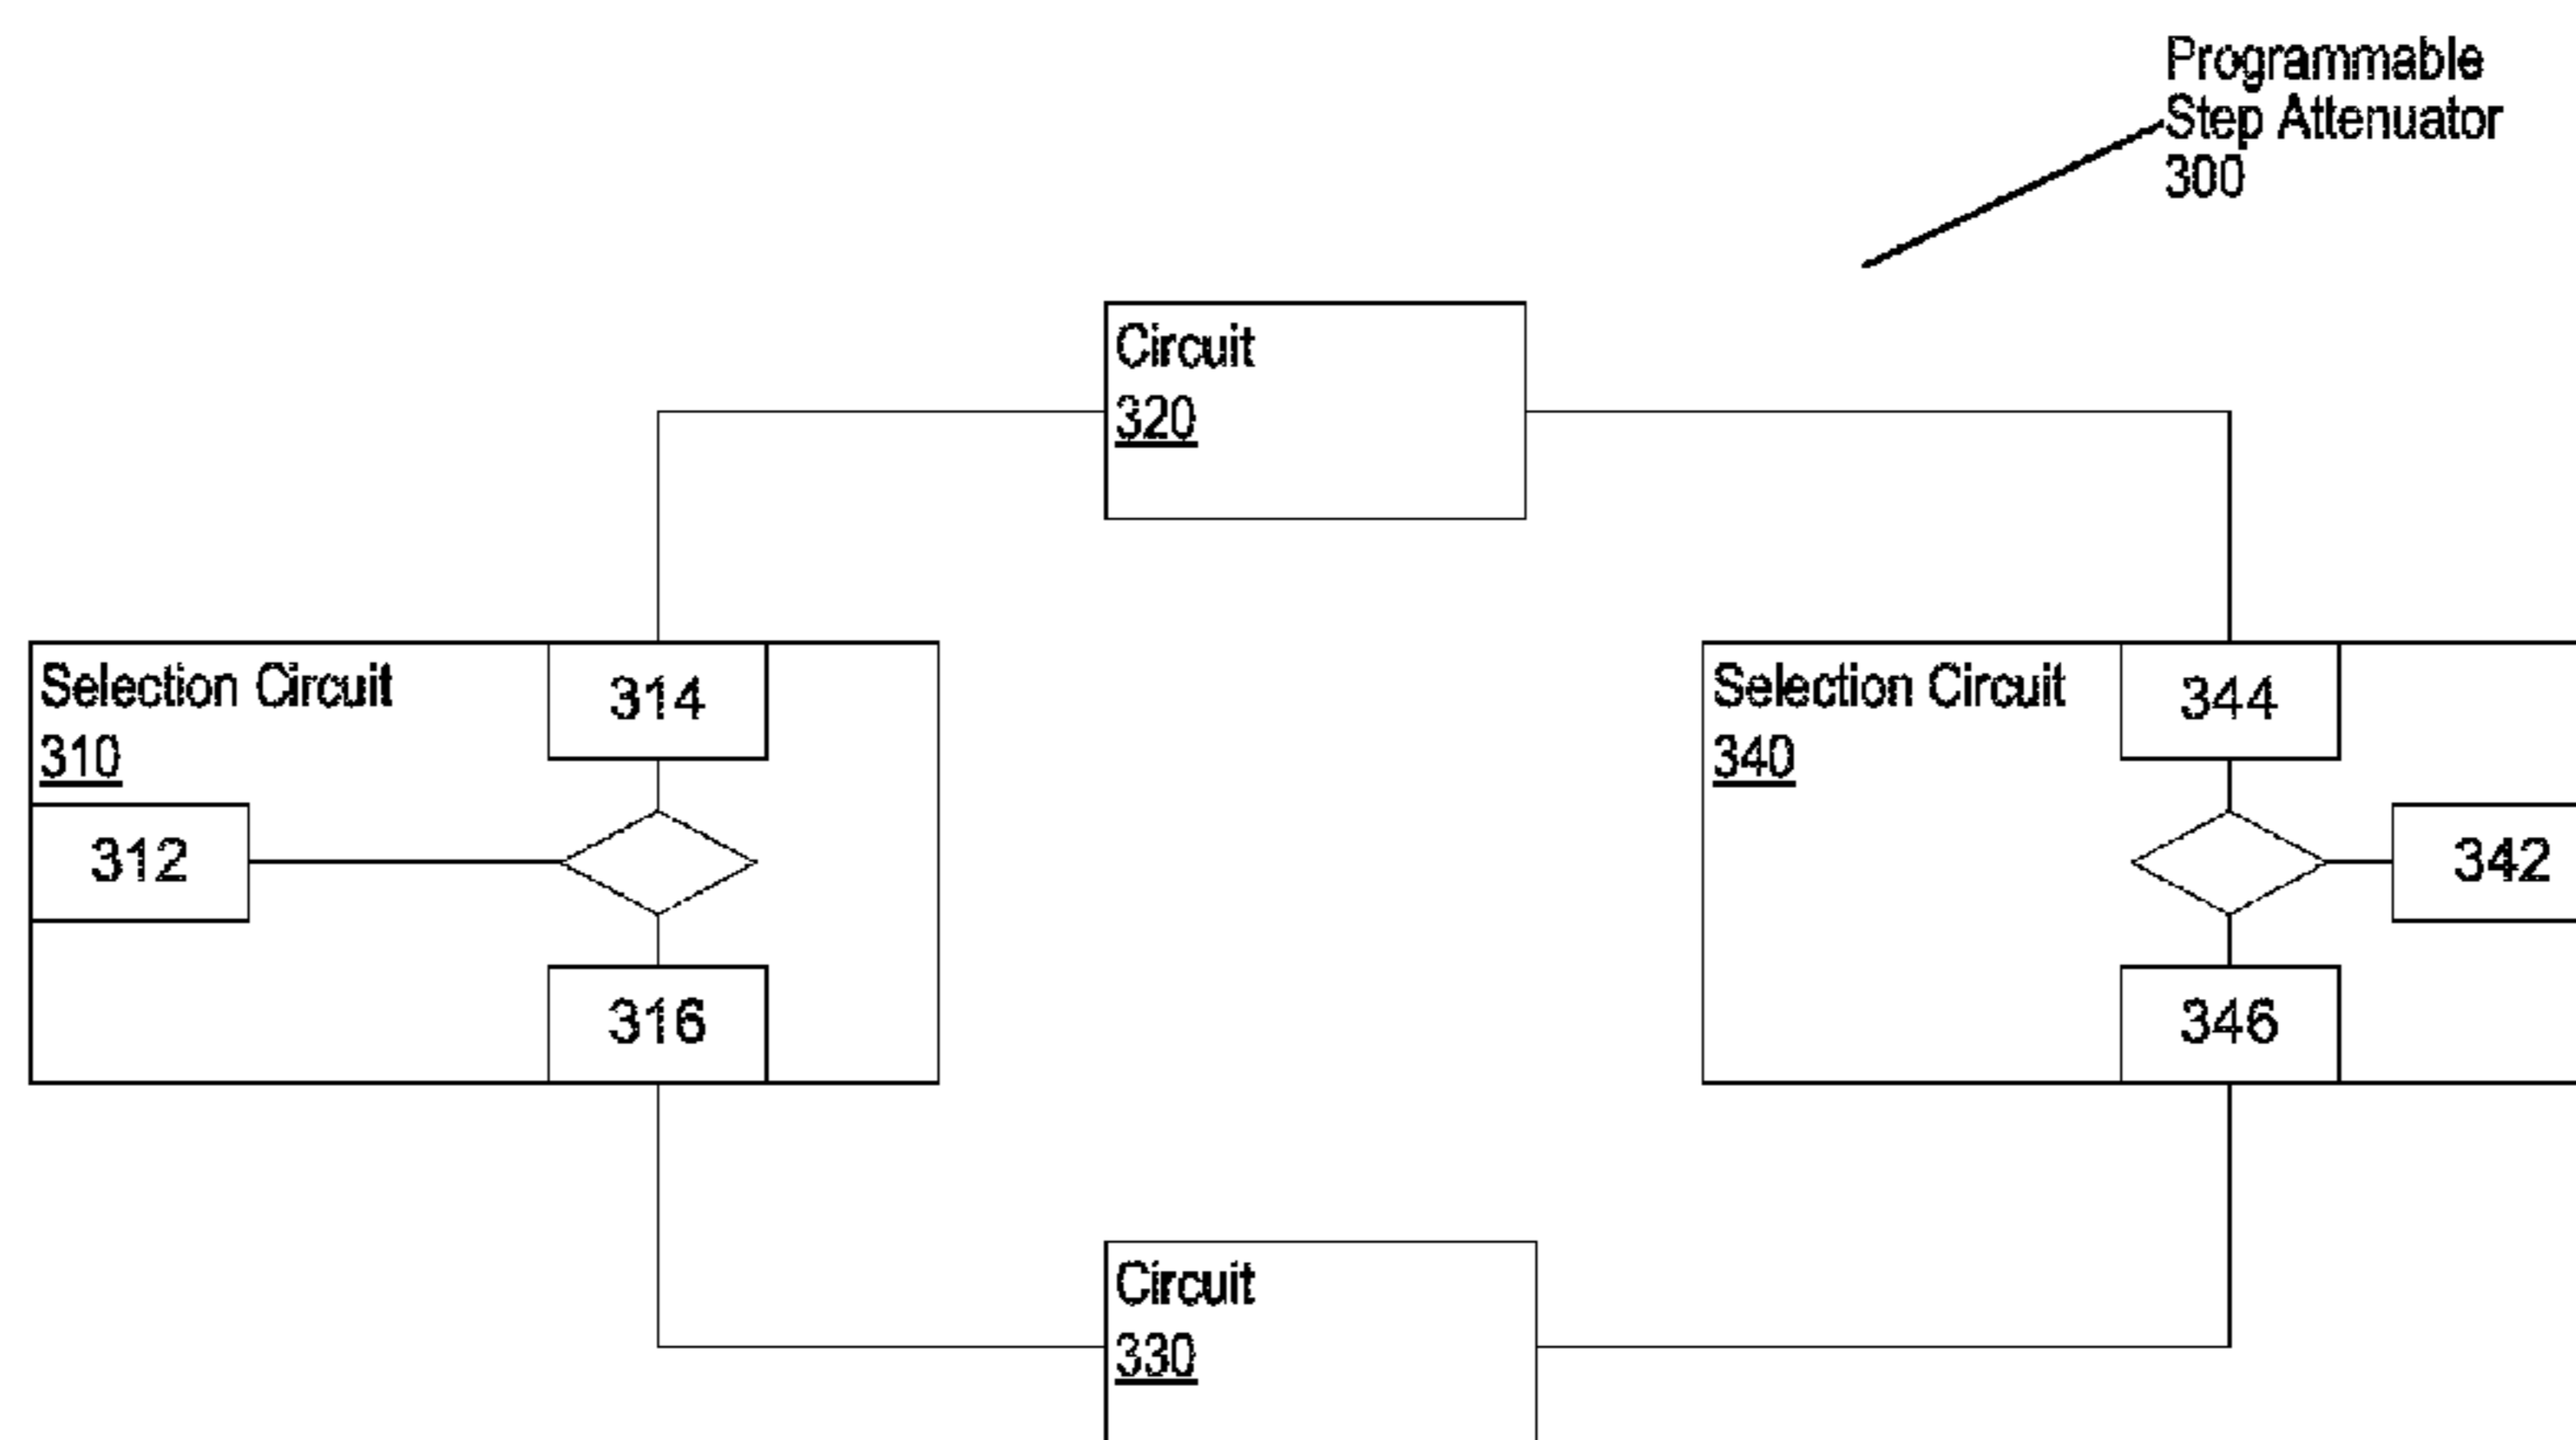 Programmable
Step Attenuator
300
Circuit
320
Selection Circuit
310
314
312
316
Selection Circuit
340
344
342
346
Circuit
330